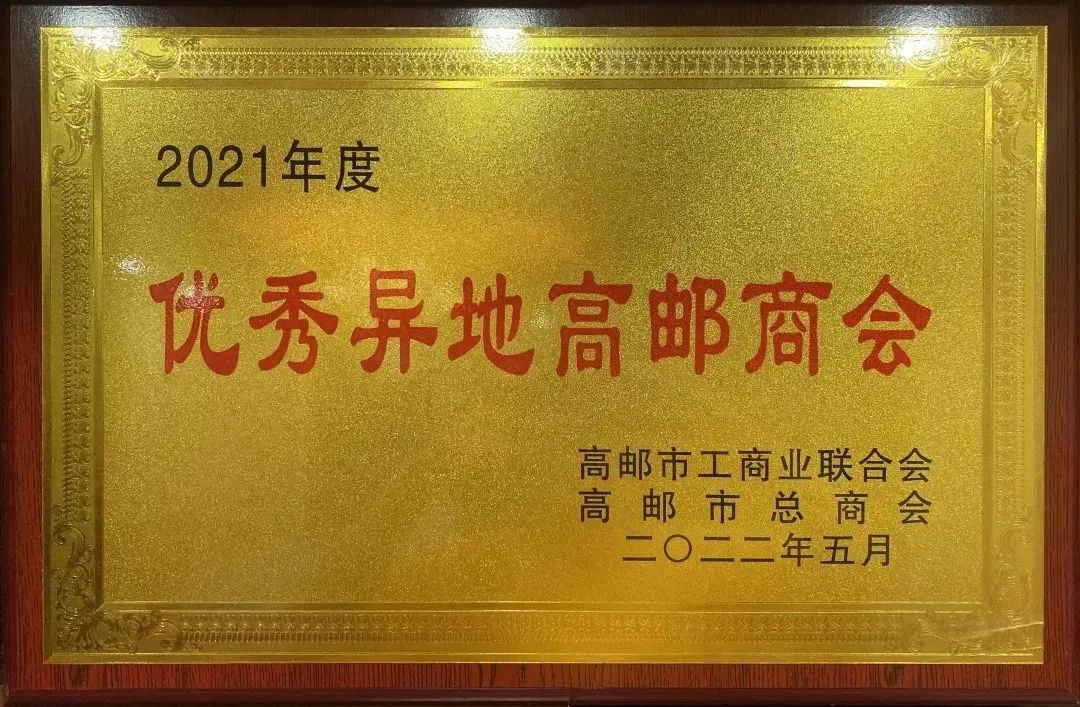 2021年度
优秀异地高邮商会
高邮市工商业联合会
高邮市总商会
二〇二二年五月